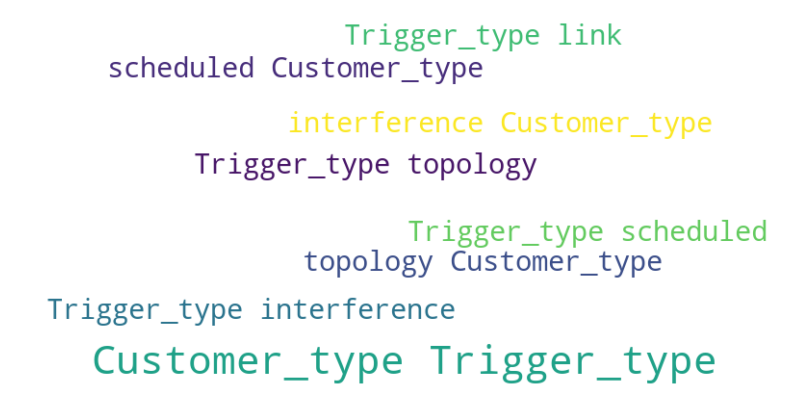 Trigger_type link
scheduled Customer_type
interference Customer_type
Trigger_type topology
Trigger_type scheduled
topology Customer_type
Trigger_type interference
Customer_type Trigger_type